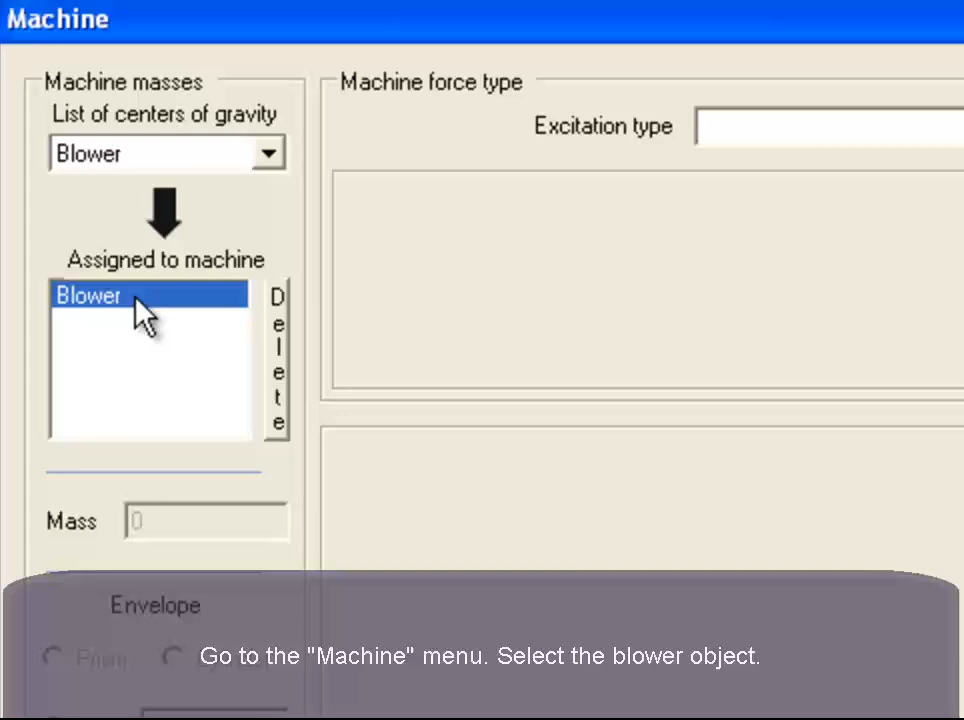 Machine
Machine masses
List of centers of gravity
Blower
Assigned to machine
Blower
Delete
Mass
0
Envelope
Machine force type
Excitation type
Go to the "Machine" menu. Select the blower object.